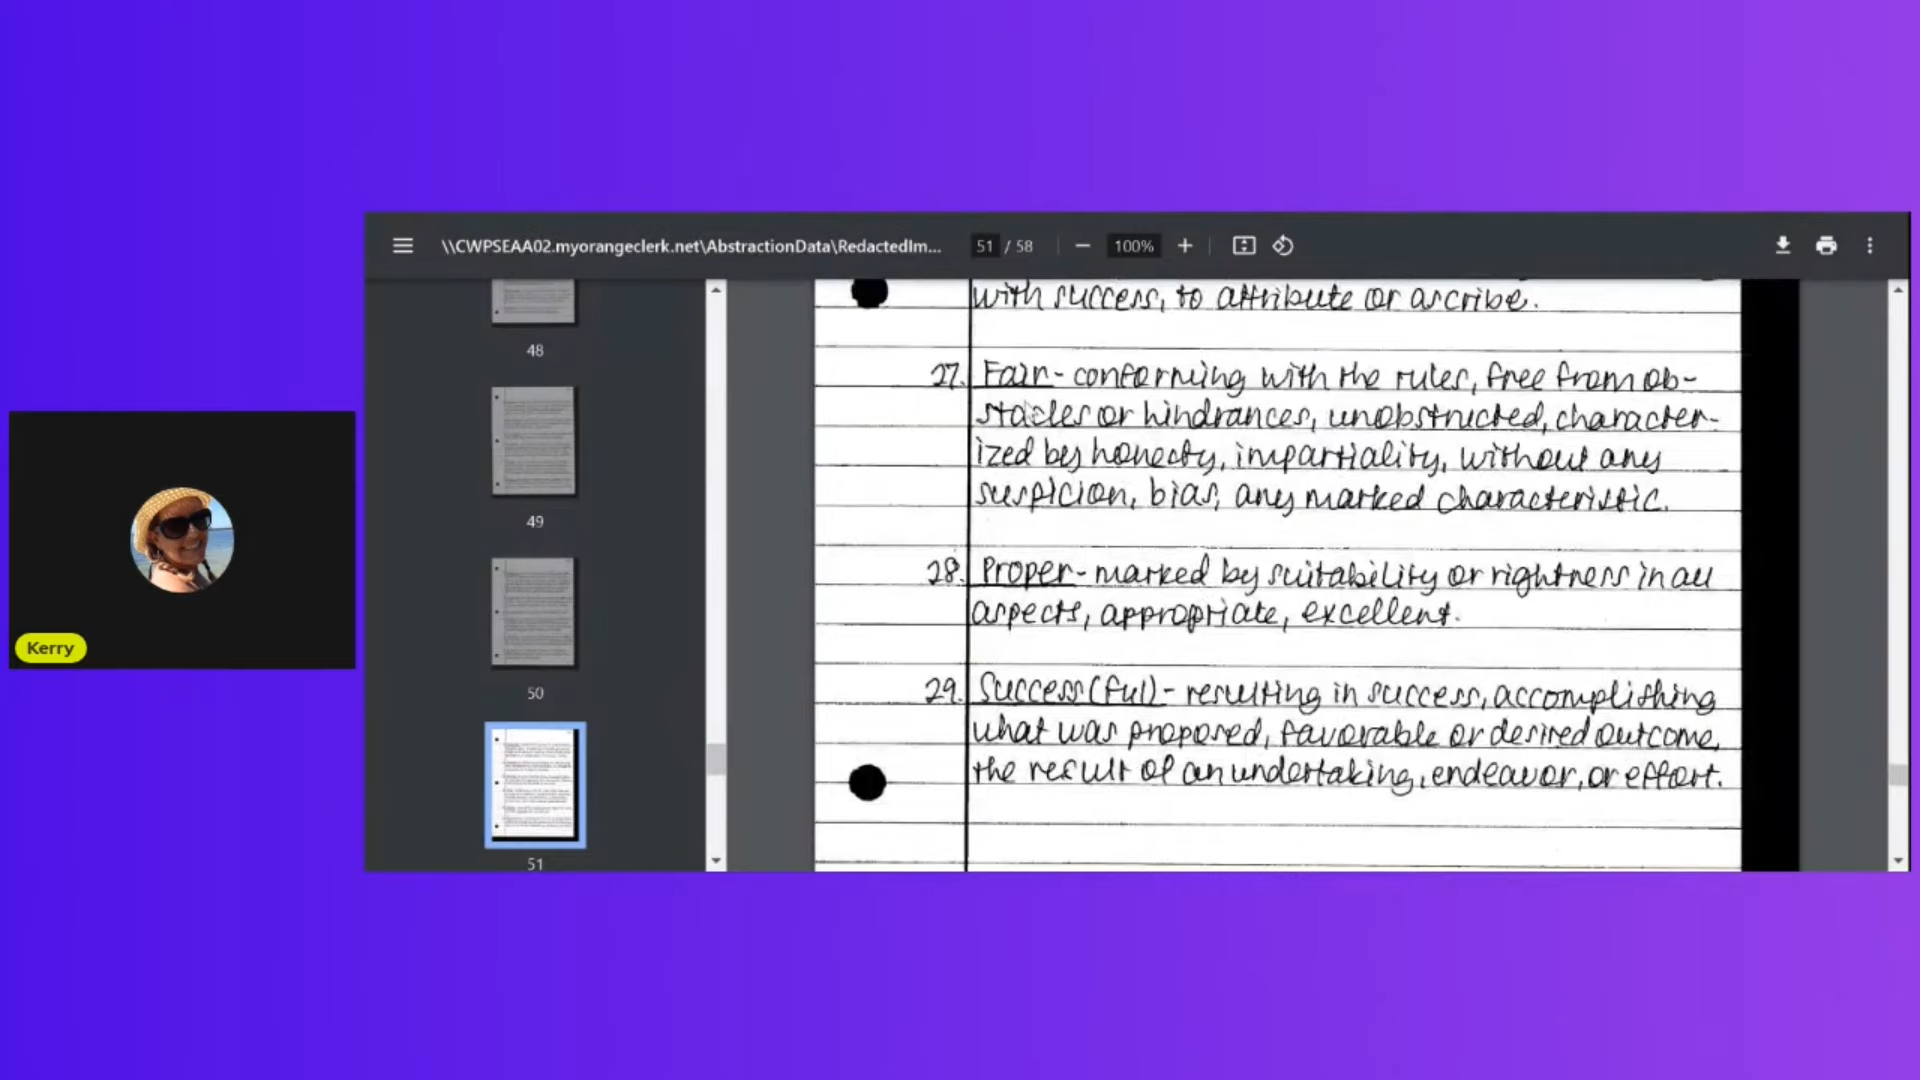 \\CWPSEAA02.myorangeclerk.net\AbstractionData\RedactedIm... 51 / 58 100%
48
49
50
51
Kerry
with success, to attribute or ascribe.
27. Fair - conforming with the rules, free from ob-
stacles or hindrances, unobstructed, character-
ized by honesty, impartiality, without any
suspicion, bias, any marked characteristic.
28. Proper - marked by suitability or rightness in all
aspects, appropriate, excellent.
29. Success(ful) - resulting in success, accomplishing
what was proposed, favorable or desired outcome,
the result of an undertaking, endeavor, or effort.